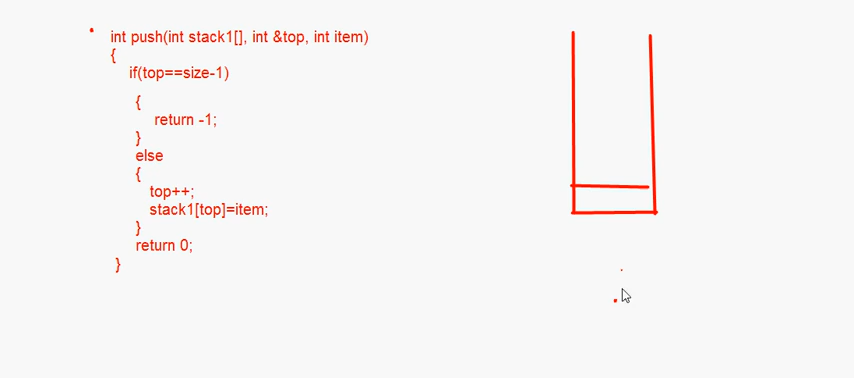 int push(int stack1[], int &top, int item)
{
if(top==size-1)
{
return -1;
}
else
{
top++;
stack1[top]=item;
}
return 0;
}